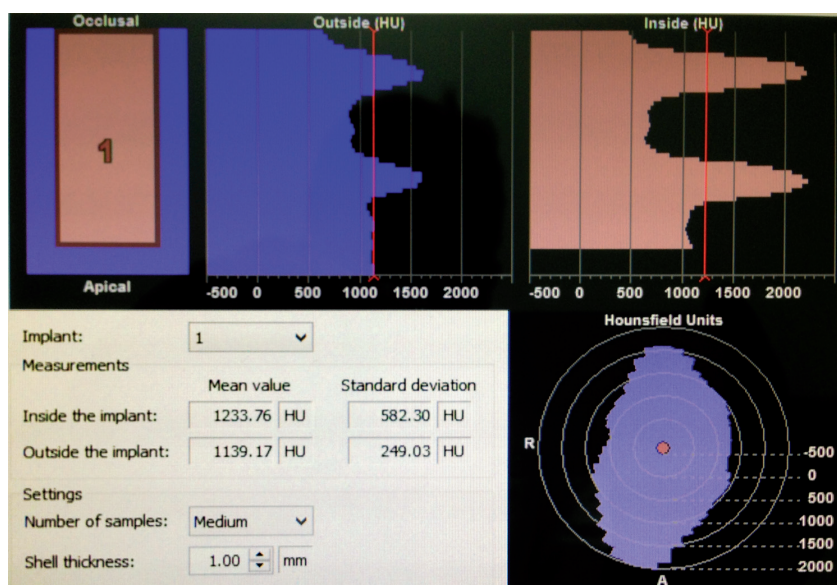 Occlusal
Outside (HU)
Inside (HU)
1
Apical
-500 0 500 1000 1500 2000
-500 0 500 1000 1500 2000
Implant: 1
Measurements
Mean value Standard deviation
Inside the implant: 1233.76 HU 582.30 HU
Outside the implant: 1139.17 HU 249.03 HU
Settings
Number of samples: Medium
Shell thickness: 1.00 mm
Hounsfield Units
R
-500
0
500
1000
1500
2000
A